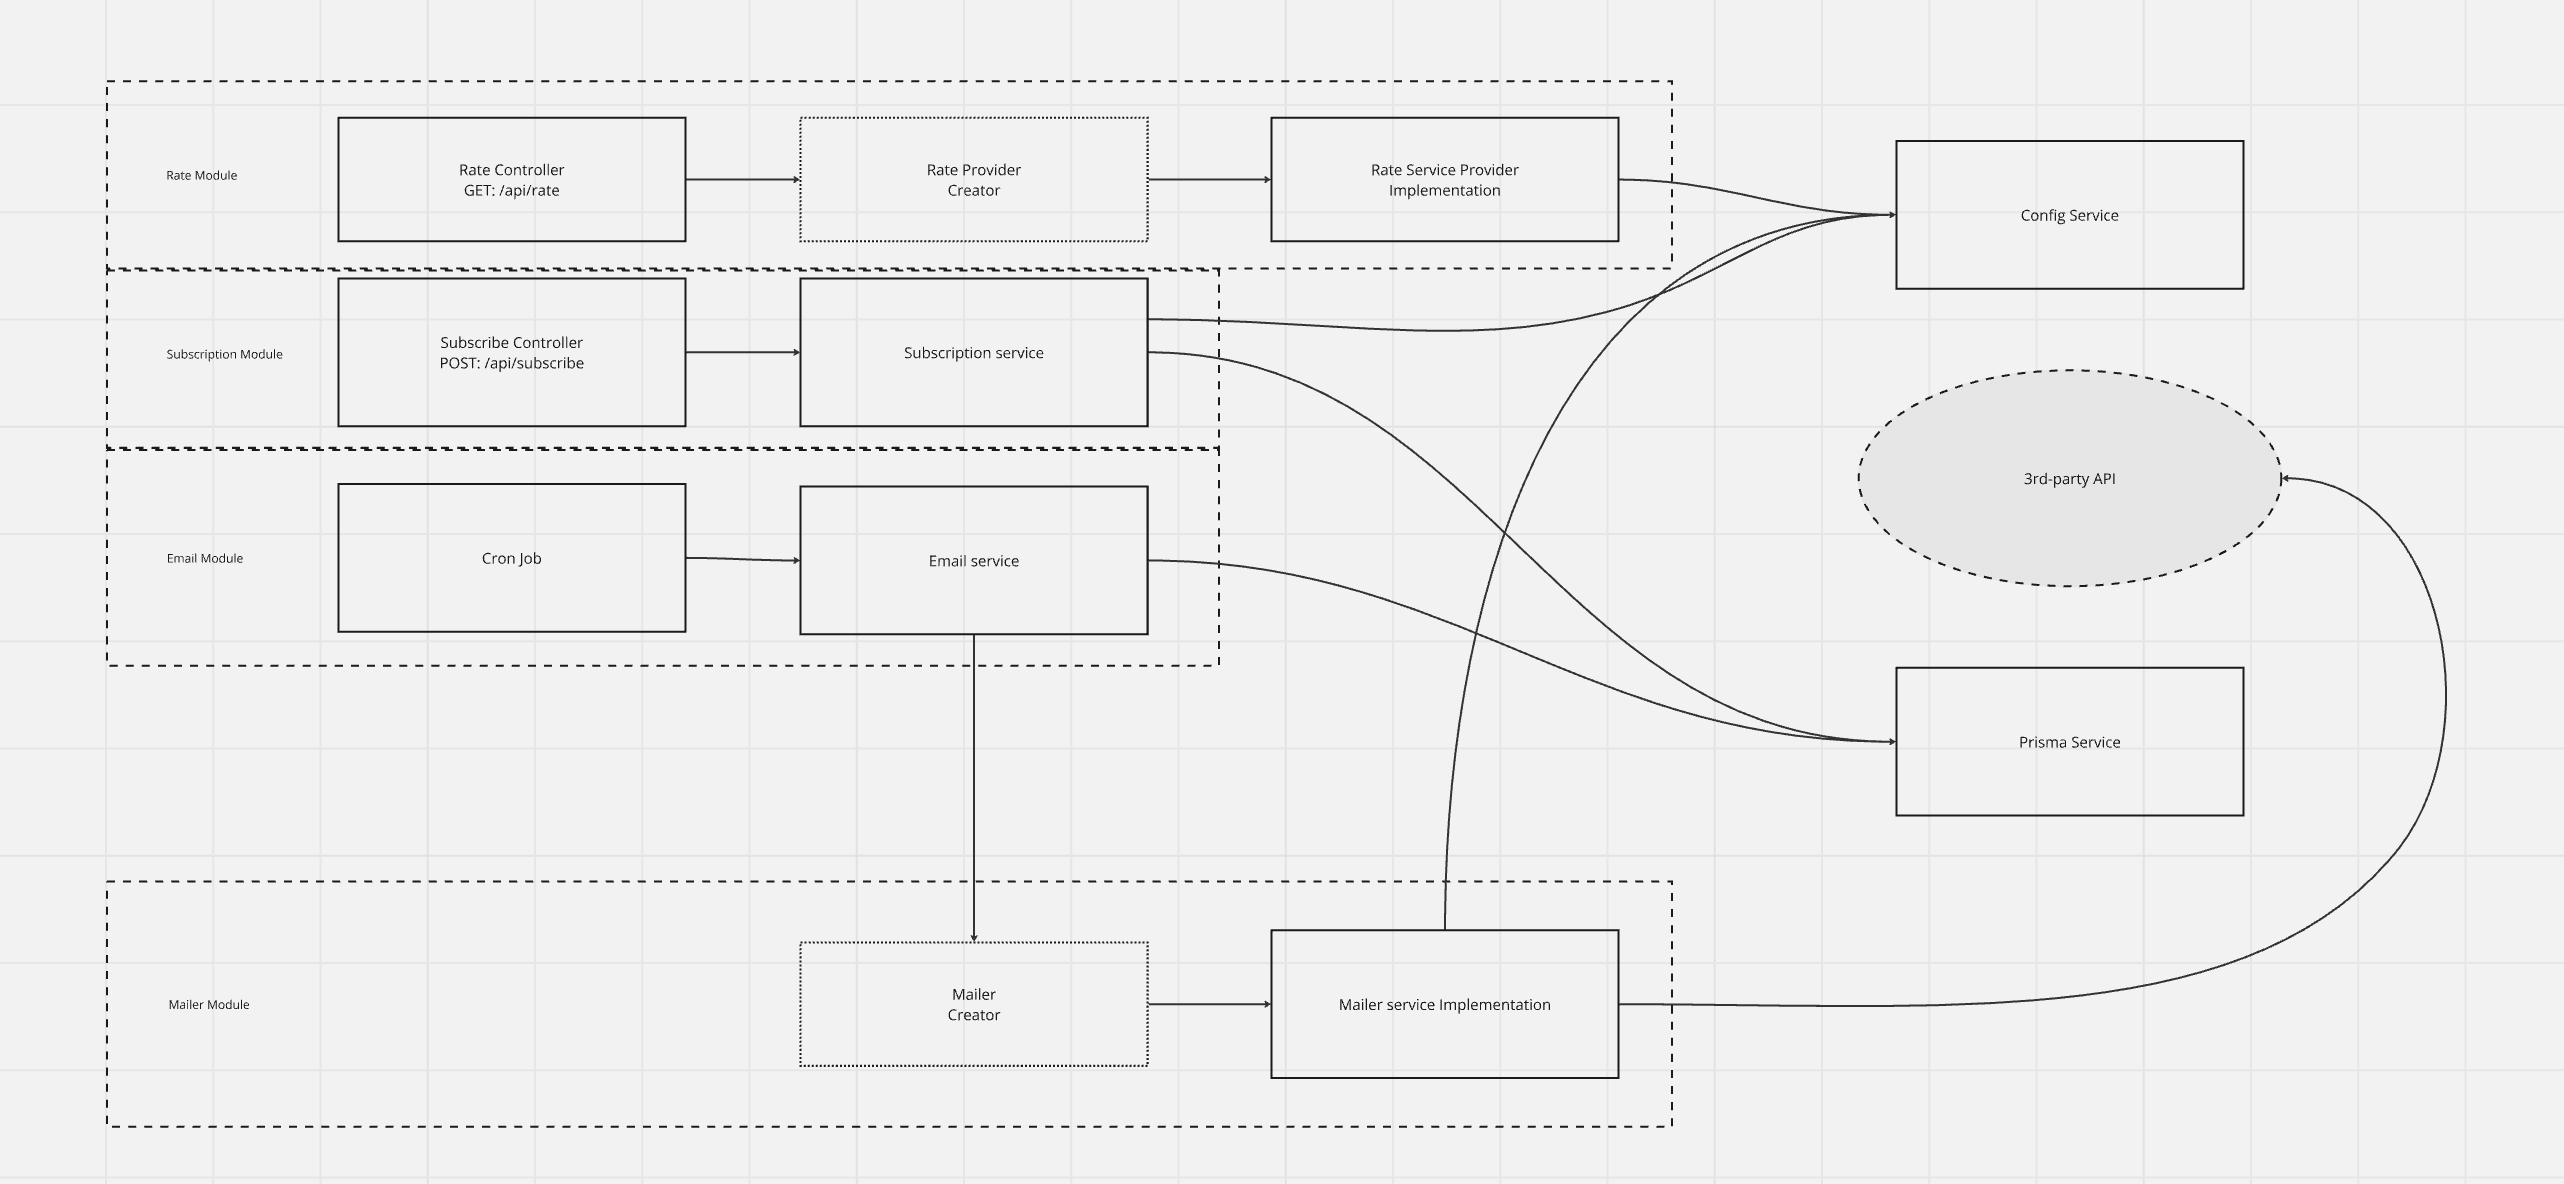 Rate Module
Rate Controller
GET: /api/rate
Rate Provider
Creator
Rate Service Provider
Implementation
Config Service
Subscription Module
Subscribe Controller
POST: /api/subscribe
Subscription service
3rd-party API
Email Module
Cron Job
Email service
Prisma Service
Mailer Module
Mailer
Creator
Mailer service Implementation